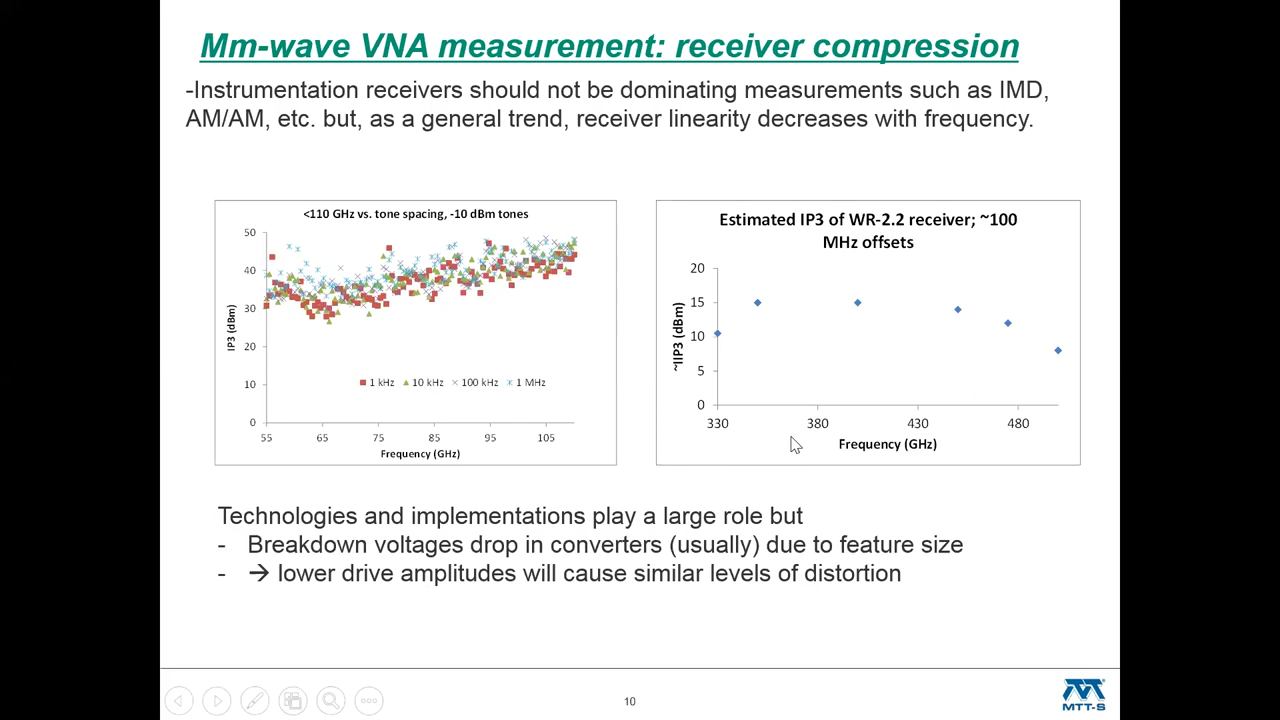 Mm-wave VNA measurement: receiver compression
-Instrumentation receivers should not be dominating measurements such as IMD,
AM/AM, etc. but, as a general trend, receiver linearity decreases with frequency.
<110 GHz vs. tone spacing, -10 dBm tones
50
40
30
20
10
0
IP3 (dBm)
1 kHz 10 kHz 100 kHz 1 MHz
55 65 75 85 95 105
Frequency (GHz)
Estimated IP3 of WR-2.2 receiver; ~100
MHz offsets
20
15
10
5
0
~IIP3 (dBm)
330 380 430 480
Frequency (GHz)
Technologies and implementations play a large role but
- Breakdown voltages drop in converters (usually) due to feature size
- → lower drive amplitudes will cause similar levels of distortion
10
MTT-S